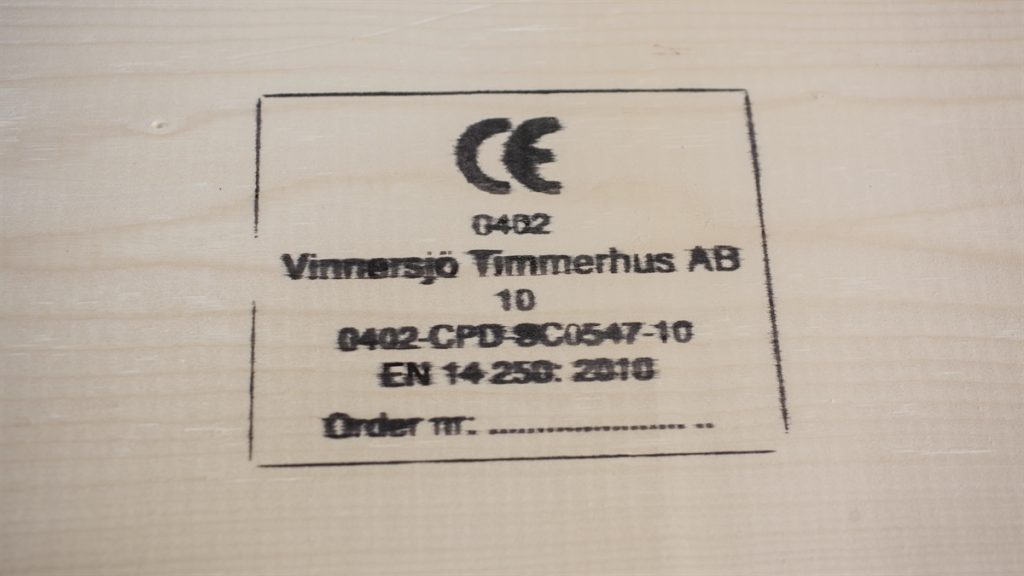 CE
0402
Vinnersjö Timmerhus AB
10
0402-CPD-SC0547-10
EN 14 250: 2010
Order nr: ........................